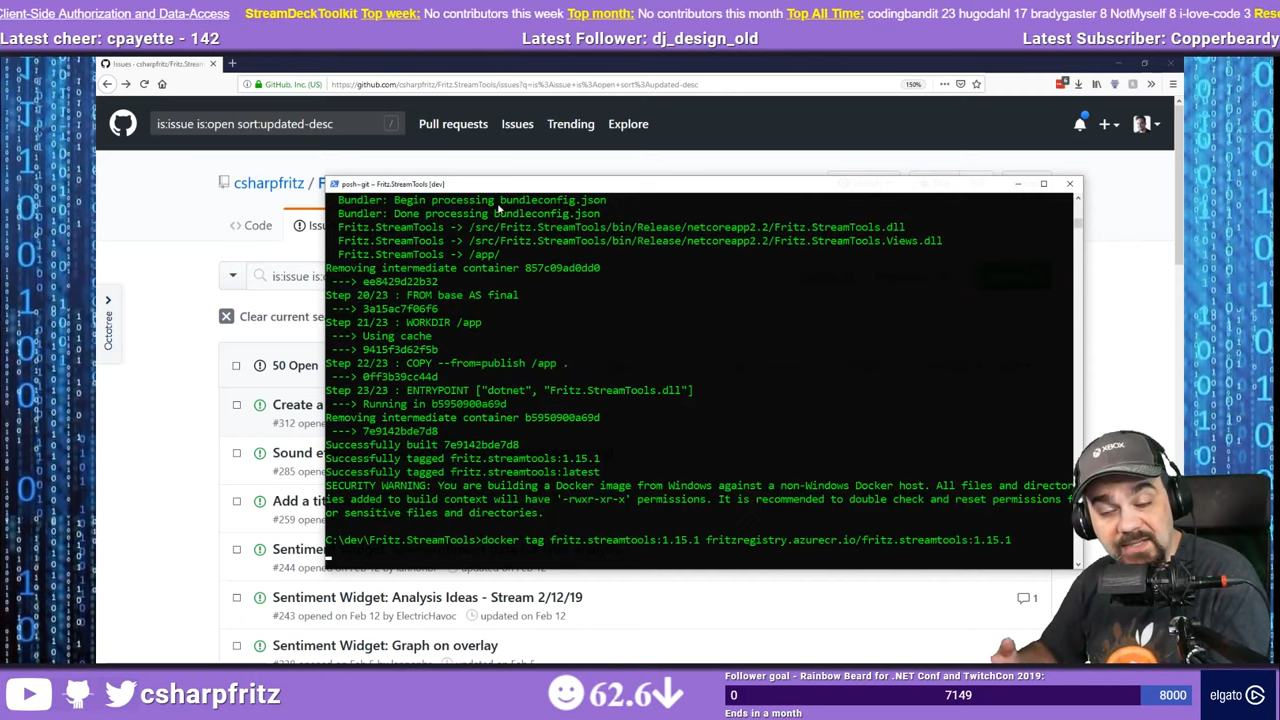 Client-Side Authorization and Data-Access StreamDeckToolkit Top week: No contributors this week Top month: No contributors this month Top All Time: codingbandit 23 hugodahl 17 bradygaster 8 NotMyself 8 i-love-code 3
Latest cheer: cpayette - 142 Latest Follower: dj_design_old Latest Subscriber: Copperbeardy
Issues · csharpfritz/Fritz.Strea
GitHub, Inc. (US) https://github.com/csharpfritz/Fritz.StreamTools/issues?q=is%3Aissue+is%3Aopen+sort%3Aupdated-desc 150%
is:issue is:open sort:updated-desc / Pull requests Issues Trending Explore
csharpfritz /
posh~git ~ Fritz.StreamTools [dev]
Code
Octotree
Clear current
50 Open
Create a
#312 opened
Sound
#285 open
Add a
#259 open
Sentiment
#244 opened on Feb 12
updated on Feb 12
Sentiment Widget: Analysis Ideas - Stream 2/12/19 1
#243 opened on Feb 12 by ElectricHavoc updated on Feb 12
Sentiment Widget: Graph on overlay
Bundler: Begin processing bundleconfig.json
Bundler: Done processing bundleconfig.json
Fritz.StreamTools -> /src/Fritz.StreamTools/bin/Release/netcoreapp2.2/Fritz.StreamTools.dll
Fritz.StreamTools -> /src/Fritz.StreamTools/bin/Release/netcoreapp2.2/Fritz.StreamTools.Views.dll
Fritz.StreamTools -> /app/
Removing intermediate container 857c09ad0dd0
---> ee8429d22b32
Step 20/23 : FROM base AS final
---> 3a15ac7f06f6
Step 21/23 : WORKDIR /app
---> Using cache
---> 9415f3d62f5b
Step 22/23 : COPY --from=publish /app .
---> 0ff3b39cc44d
Step 23/23 : ENTRYPOINT ["dotnet", "Fritz.StreamTools.dll"]
---> Running in b5950900a69d
Removing intermediate container b5950900a69d
---> 7e9142bde7d8
Successfully built 7e9142bde7d8
Successfully tagged fritz.streamtools:1.15.1
Successfully tagged fritz.streamtools:latest
SECURITY WARNING: You are building a Docker image from Windows against a non-Windows Docker host. All files and director
ies added to build context will have '-rwxr-xr-x' permissions. It is recommended to double check and reset permissions f
or sensitive files and directories.
C:\dev\Fritz.StreamTools>docker tag fritz.streamtools:1.15.1 fritzregistry.azurecr.io/fritz.streamtools:1.15.1
XBOX
csharpfritz
62.6
Follower goal - Rainbow Beard for .NET Conf and TwitchCon 2019:
0 7149 8000
Ends in a month
elgato